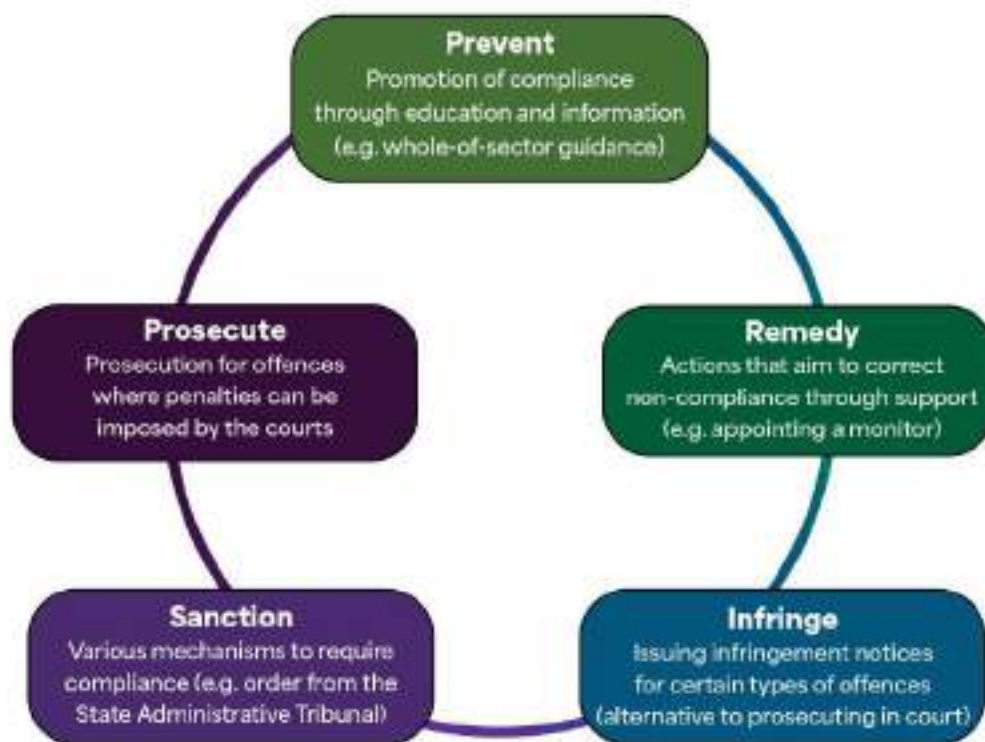 Prevent
Promotion of compliance
through education and information
(e.g. whole-of-sector guidance)
Remedy
Actions that aim to correct
non-compliance through support
(e.g. appointing a monitor)
Infringe
Issuing infringement notices
for certain types of offences
(alternative to prosecuting in court)
Sanction
Various mechanisms to require
compliance (e.g. order from the
State Administrative Tribunal)
Prosecute
Prosecution for offences
where penalties can be
imposed by the courts